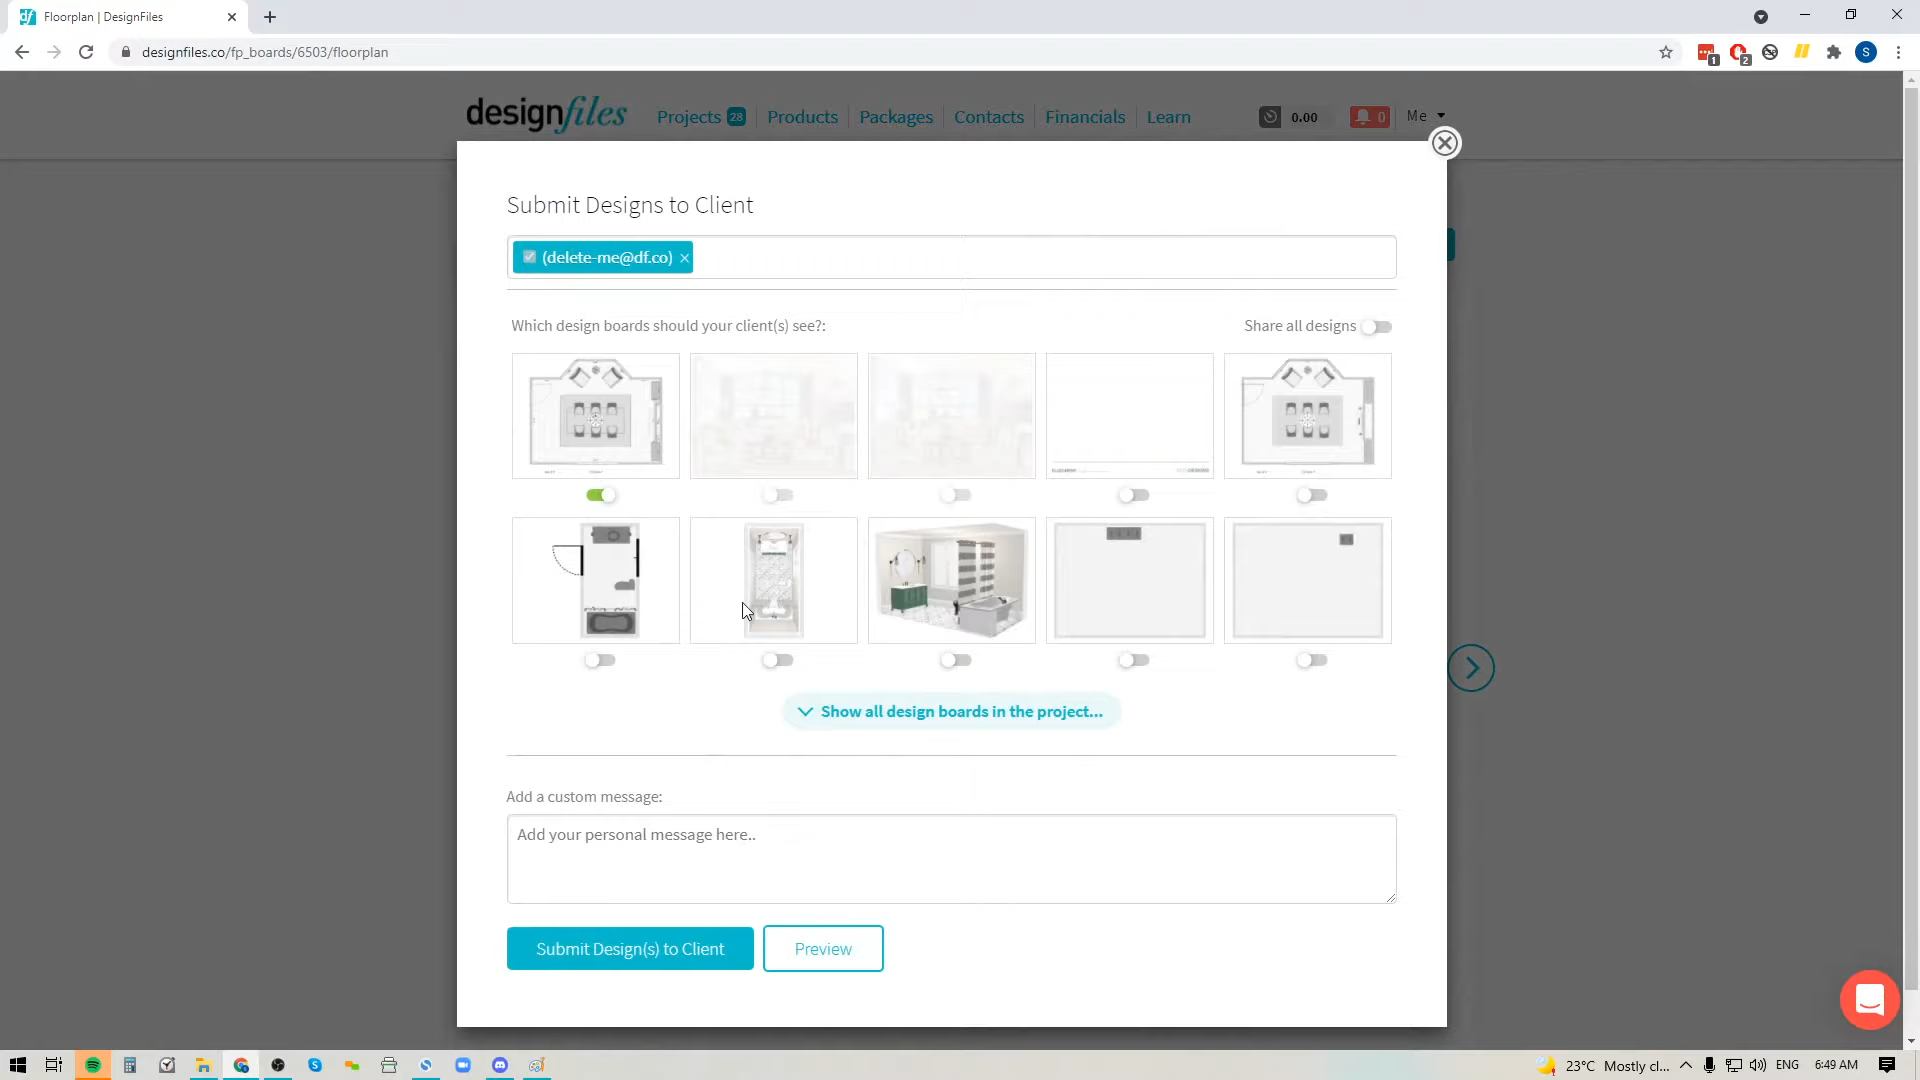 Floorplan | DesignFiles
designfiles.co/fp_boards/6503/floorplan
S
1
2
designfiles
Projects 28
Products
Packages
Contacts
Financials
Learn
0.00
0
Me
Submit Designs to Client
(delete-me@df.co) ×
Which design boards should your client(s) see?:
Share all designs
Show all design boards in the project...
Add a custom message:
Add your personal message here..
Submit Design(s) to Client
Preview
23°C Mostly cl...
ENG
6:49 AM